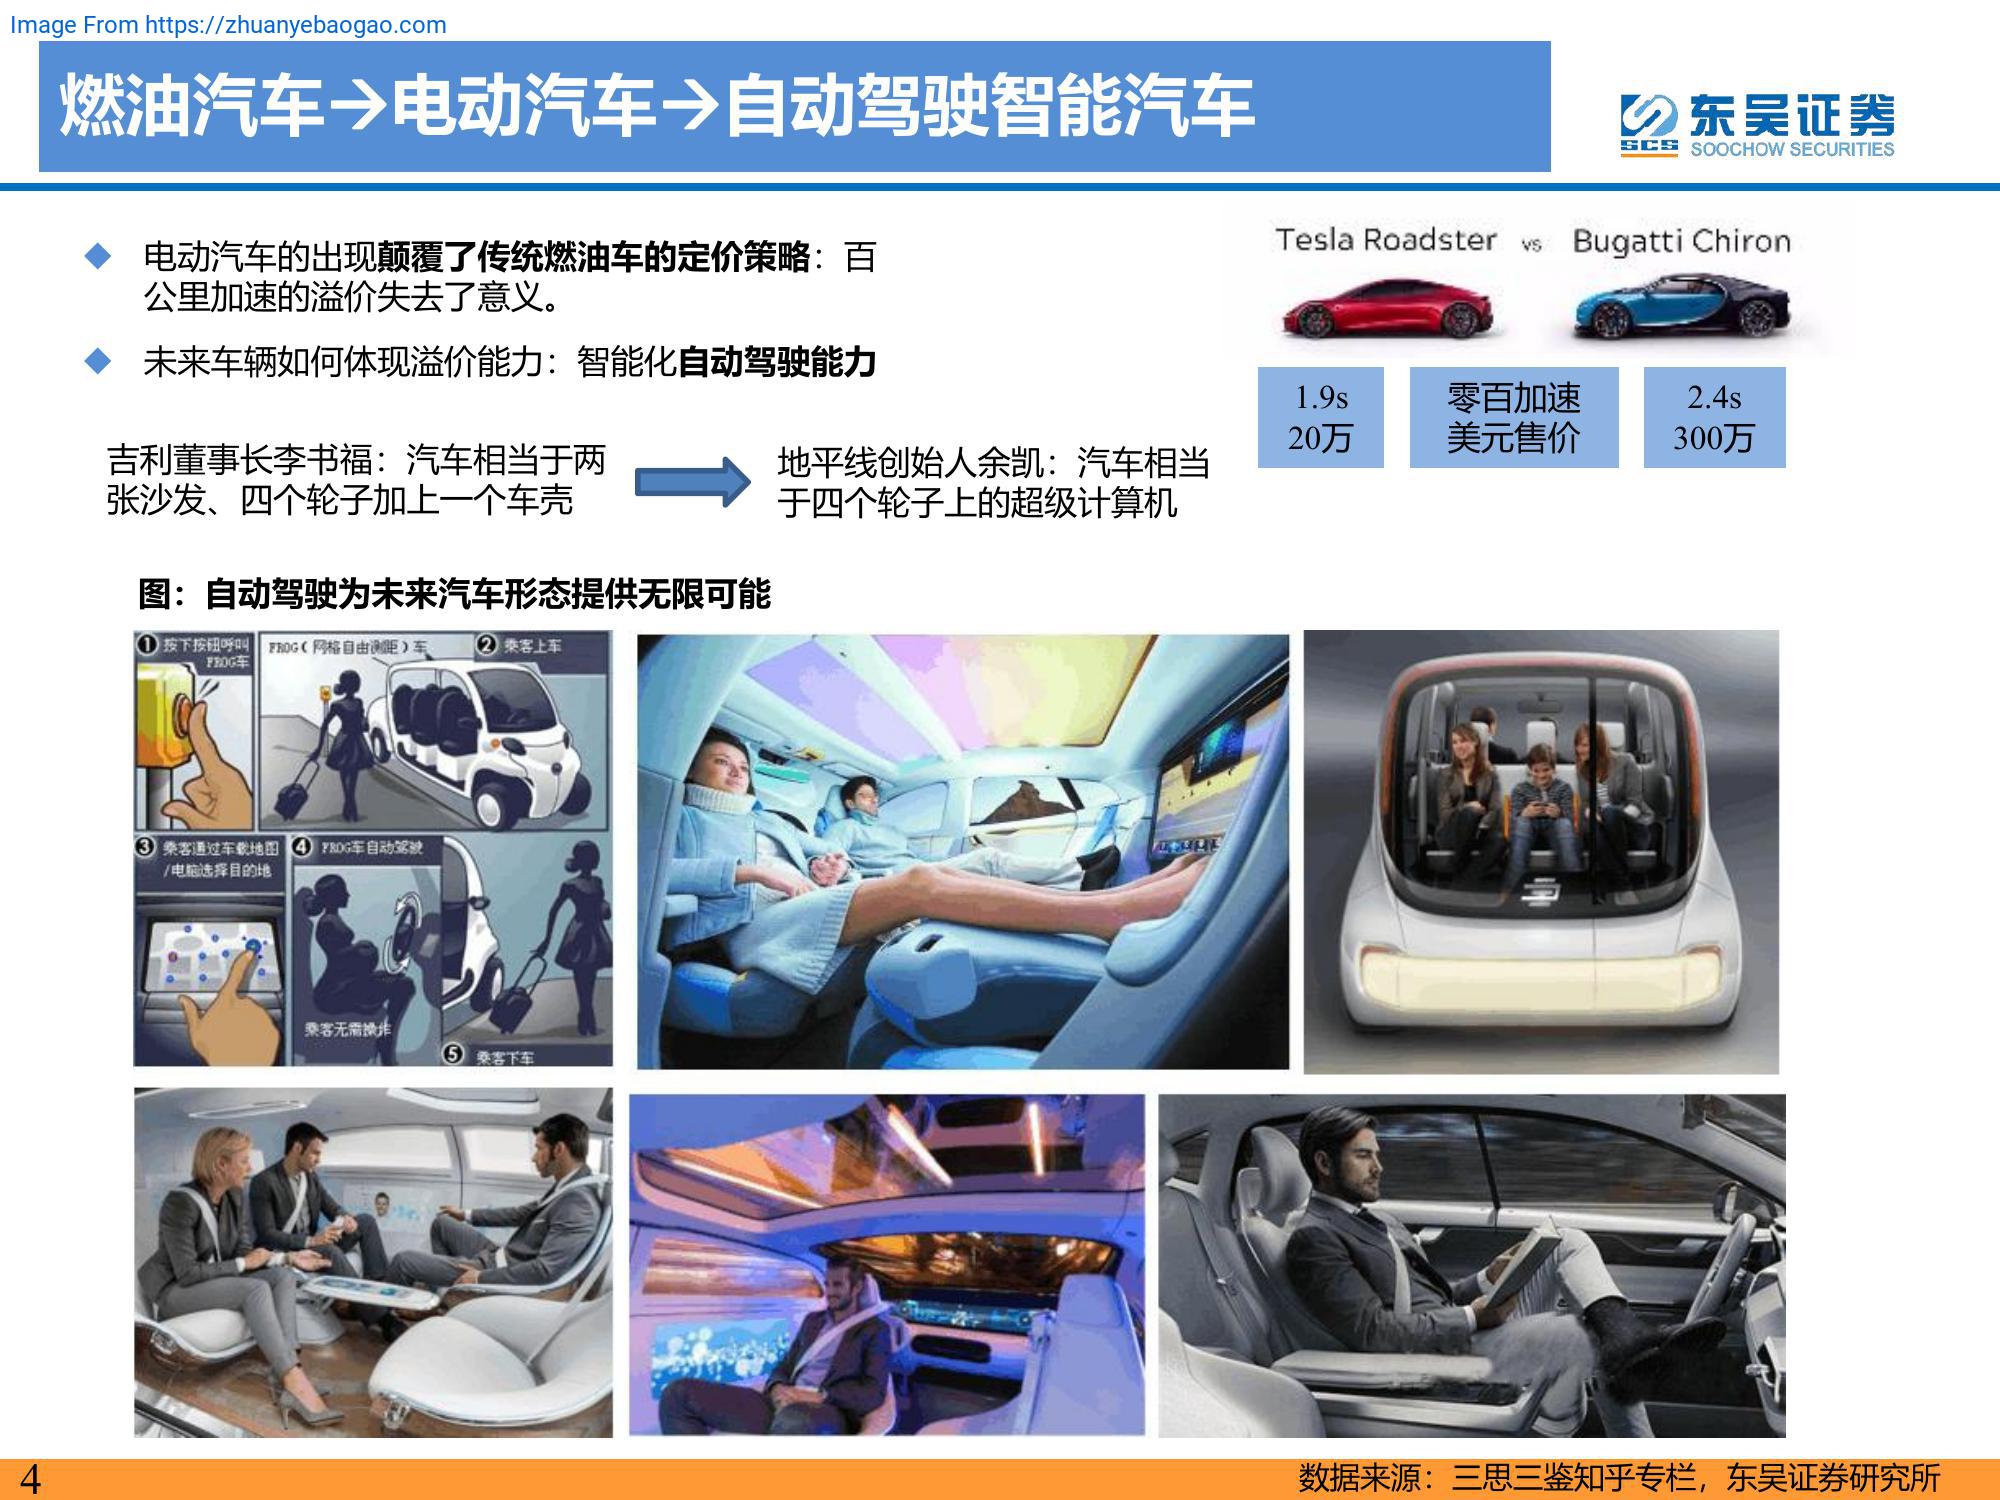 Image From https://zhuanyebaogao.com
燃油汽车→电动汽车→自动驾驶智能汽车
SCS
东吴证券
SOOCHOW SECURITIES
电动汽车的出现颠覆了传统燃油车的定价策略：百
公里加速的溢价失去了意义。
未来车辆如何体现溢价能力：智能化自动驾驶能力
Tesla Roadster vs Bugatti Chiron
1.9s
20万
零百加速
美元售价
2.4s
300万
吉利董事长李书福：汽车相当于两
张沙发、四个轮子加上一个车壳
地平线创始人余凯：汽车相当
于四个轮子上的超级计算机
图：自动驾驶为未来汽车形态提供无限可能
1 按下按钮呼叫
FROG车
FROG（网格自由测距）车
2 乘客上车
3 乘客通过车载地图
/电脑选择目的地
4 FROG车自动驾驶
乘客无需操作
5 乘客下车
4
数据来源：三思三鉴知乎专栏，东吴证券研究所